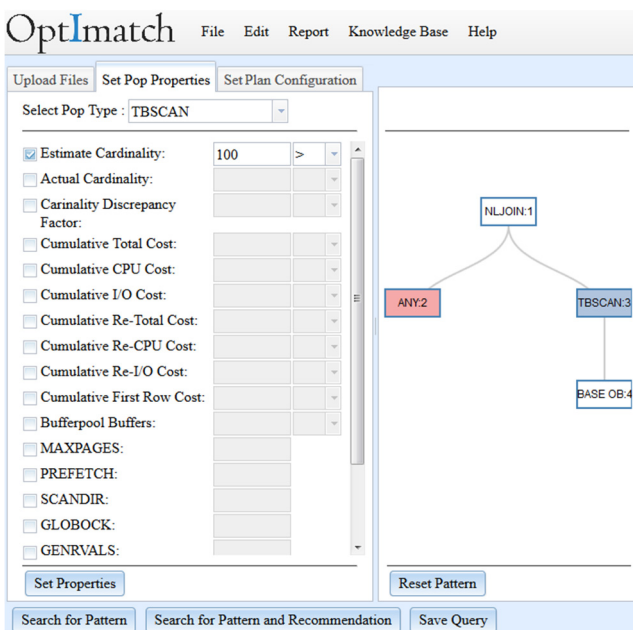 OptImatch File Edit Report Knowledge Base Help
Upload Files Set Pop Properties Set Plan Configuration
Select Pop Type : TBSCAN
Estimate Cardinality: 100 >
Actual Cardinality:
Carinality Discrepancy
Factor:
Cumulative Total Cost:
Cumulative CPU Cost:
Cumulative I/O Cost:
Cumulative Re-Total Cost:
Cumulative Re-CPU Cost:
Cumulative Re-I/O Cost:
Cumulative First Row Cost:
Bufferpool Buffers:
MAXPAGES:
PREFETCH:
SCANDIR:
GLOBOCK:
GENRVALS:
Set Properties
NLJOIN:1
ANY:2 TBSCAN:3
BASE OB:4
Reset Pattern
Search for Pattern Search for Pattern and Recommendation Save Query